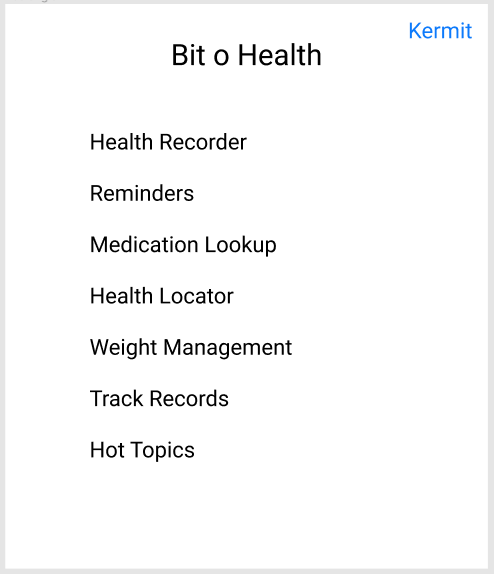 Kermit
Bit o Health
Health Recorder
Reminders
Medication Lookup
Health Locator
Weight Management
Track Records
Hot Topics